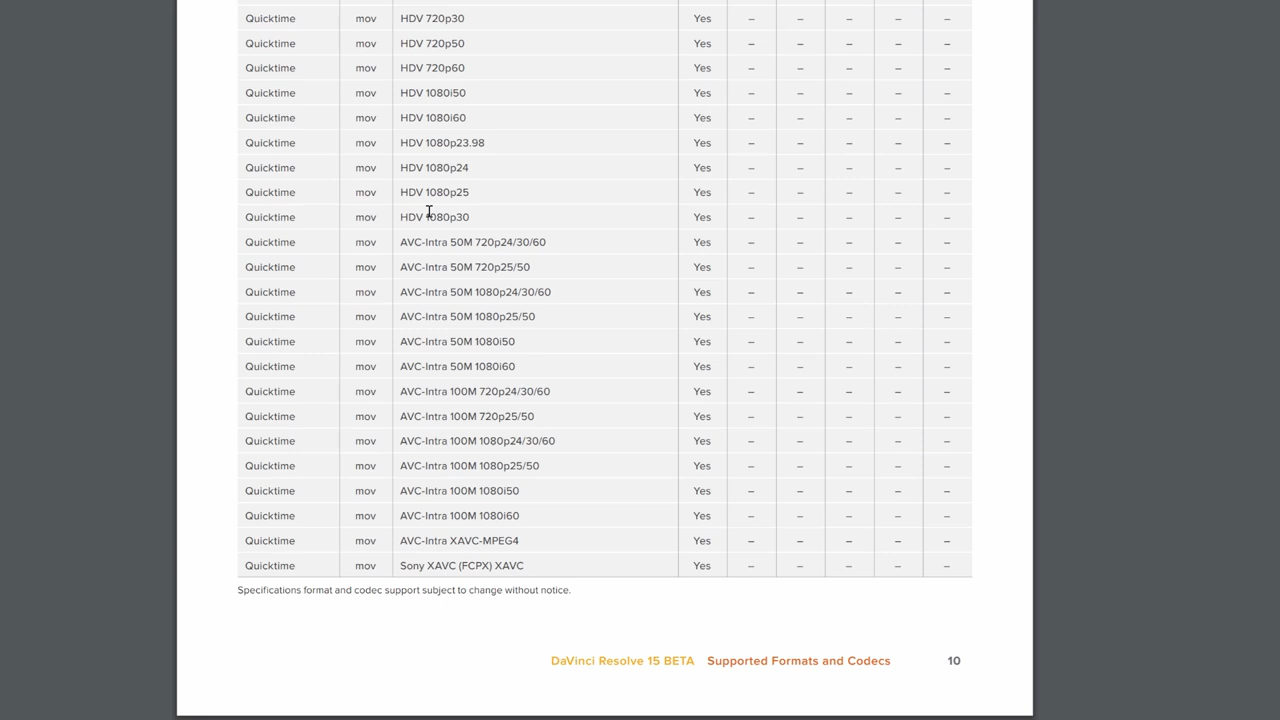 Quicktime mov HDV 720p30 Yes – – – – –
Quicktime mov HDV 720p50 Yes – – – – –
Quicktime mov HDV 720p60 Yes – – – – –
Quicktime mov HDV 1080i50 Yes – – – – –
Quicktime mov HDV 1080i60 Yes – – – – –
Quicktime mov HDV 1080p23.98 Yes – – – – –
Quicktime mov HDV 1080p24 Yes – – – – –
Quicktime mov HDV 1080p25 Yes – – – – –
Quicktime mov HDV 1080p30 Yes – – – – –
Quicktime mov AVC-Intra 50M 720p24/30/60 Yes – – – – –
Quicktime mov AVC-Intra 50M 720p25/50 Yes – – – – –
Quicktime mov AVC-Intra 50M 1080p24/30/60 Yes – – – – –
Quicktime mov AVC-Intra 50M 1080p25/50 Yes – – – – –
Quicktime mov AVC-Intra 50M 1080i50 Yes – – – – –
Quicktime mov AVC-Intra 50M 1080i60 Yes – – – – –
Quicktime mov AVC-Intra 100M 720p24/30/60 Yes – – – – –
Quicktime mov AVC-Intra 100M 720p25/50 Yes – – – – –
Quicktime mov AVC-Intra 100M 1080p24/30/60 Yes – – – – –
Quicktime mov AVC-Intra 100M 1080p25/50 Yes – – – – –
Quicktime mov AVC-Intra 100M 1080i50 Yes – – – – –
Quicktime mov AVC-Intra 100M 1080i60 Yes – – – – –
Quicktime mov AVC-Intra XAVC-MPEG4 Yes – – – – –
Quicktime mov Sony XAVC (FCPX) XAVC Yes – – – – –
Specifications format and codec support subject to change without notice.
DaVinci Resolve 15 BETA Supported Formats and Codecs 10